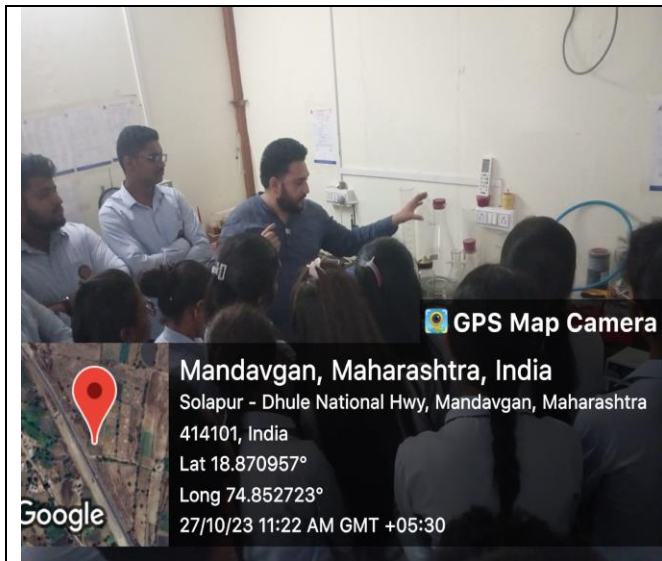 GPS Map Camera
Mandavgan, Maharashtra, India
Solapur - Dhule National Hwy, Mandavgan, Maharashtra
414101, India
Lat 18.870957°
Long 74.852723°
27/10/23 11:22 AM GMT +05:30
Google